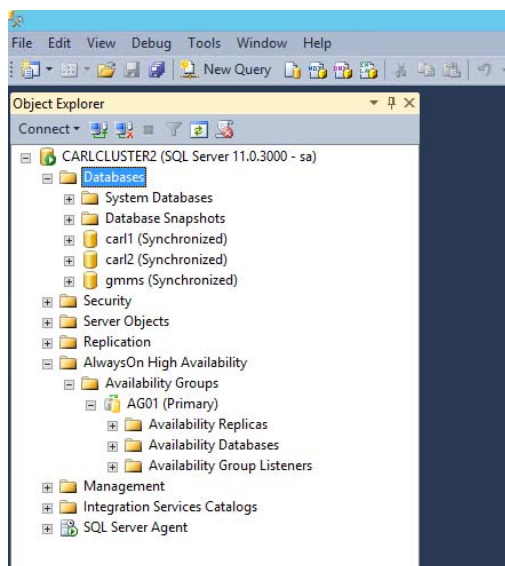 File Edit View Debug Tools Window Help
New Query
Object Explorer
Connect
CARLCLUSTER2 (SQL Server 11.0.3000 - sa)
Databases
System Databases
Database Snapshots
carl1 (Synchronized)
carl2 (Synchronized)
gmms (Synchronized)
Security
Server Objects
Replication
AlwaysOn High Availability
Availability Groups
AG01 (Primary)
Availability Replicas
Availability Databases
Availability Group Listeners
Management
Integration Services Catalogs
SQL Server Agent